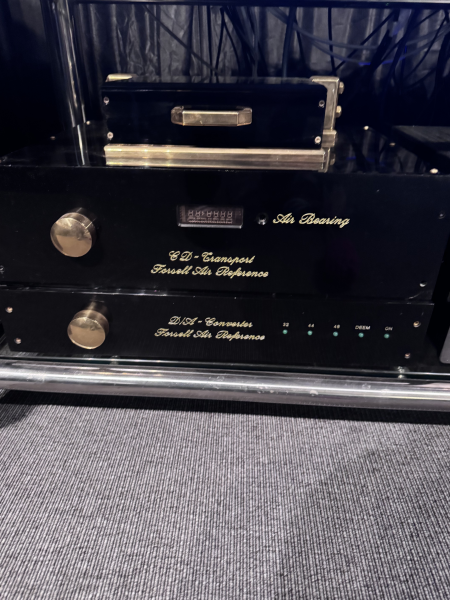 Air Bearing
CD-Transport
Forsell Air Reference
D/A-Converter
Forsell Air Reference
32 44 48 DEEM ON